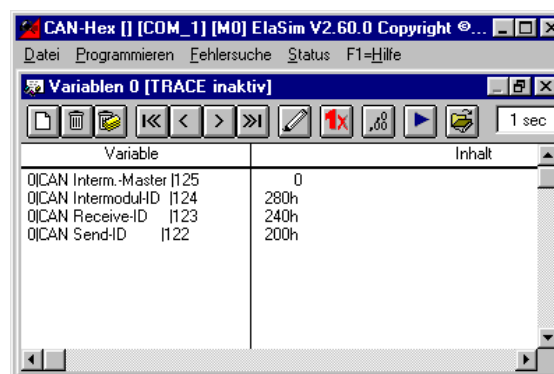 CAN-Hex [] [COM_1] [M0] ElaSim V2.60.0 Copyright ©...
Datei Programmieren Fehlersuche Status F1=Hilfe
Variablen 0 [TRACE inaktiv]
1x ,00 1 sec
Variable Inhalt
0|CAN Interm.-Master |125 0
0|CAN Intermodul-ID |124 280h
0|CAN Receive-ID |123 240h
0|CAN Send-ID |122 200h